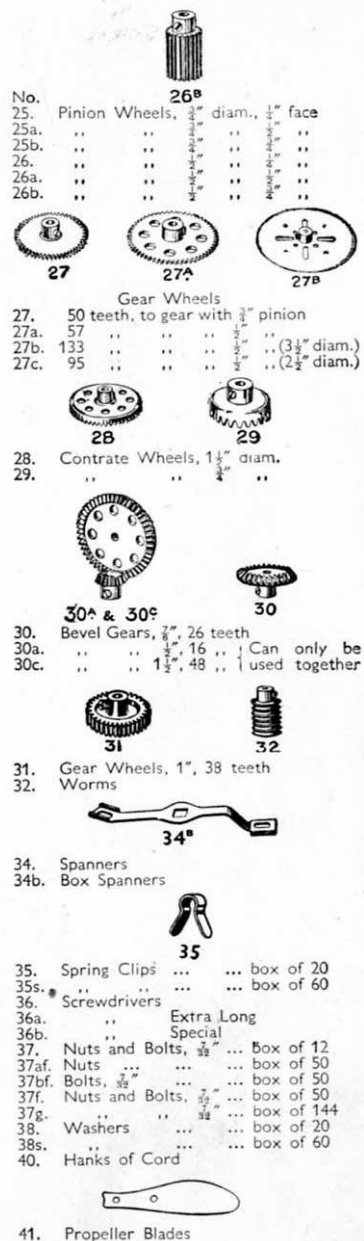 26B
No.
25. Pinion Wheels, ¾″ diam., ¼″ face
25a. ,, ,, ¾″ ,, ½″ ,,
25b. ,, ,, ¾″ ,, ¾″ ,,
26. ,, ,, ½″ ,, ¼″ ,,
26a. ,, ,, ½″ ,, ½″ ,,
26b. ,, ,, ½″ ,, ¾″ ,,
27 27A 27B
Gear Wheels
27. 50 teeth, to gear with ¾″ pinion
27a. 57 ,, ,, ,, ½″ ,,
27b. 133 ,, ,, ,, ½″ ,, (3½″ diam.)
27c. 95 ,, ,, ,, ½″ ,, (2½″ diam.)
28 29
28. Contrate Wheels, 1½″ diam.
29. ,, ,, ¾″ ,,
30A & 30C 30
30. Bevel Gears, ⅞″, 26 teeth
30a. ,, ,, ½″, 16 ,, } Can only be
30c. ,, ,, 1½″, 48 ,, } used together
31 32
31. Gear Wheels, 1″, 38 teeth
32. Worms
34B
34. Spanners
34b. Box Spanners
35
35. Spring Clips ... ... box of 20
35s. ,, ,, ... ... box of 60
36. Screwdrivers
36a. ,, Extra Long
36b. ,, Special
37. Nuts and Bolts, 7/32″ ... box of 12
37af. Nuts ... ... ... box of 50
37bf. Bolts, 7/32″ ... ... box of 50
37f. Nuts and Bolts, 7/32″ ... box of 50
37g. ,, ,, 7/32″ ... box of 144
38. Washers ... ... box of 20
38s. ,, ... ... box of 60
40. Hanks of Cord
41. Propeller Blades